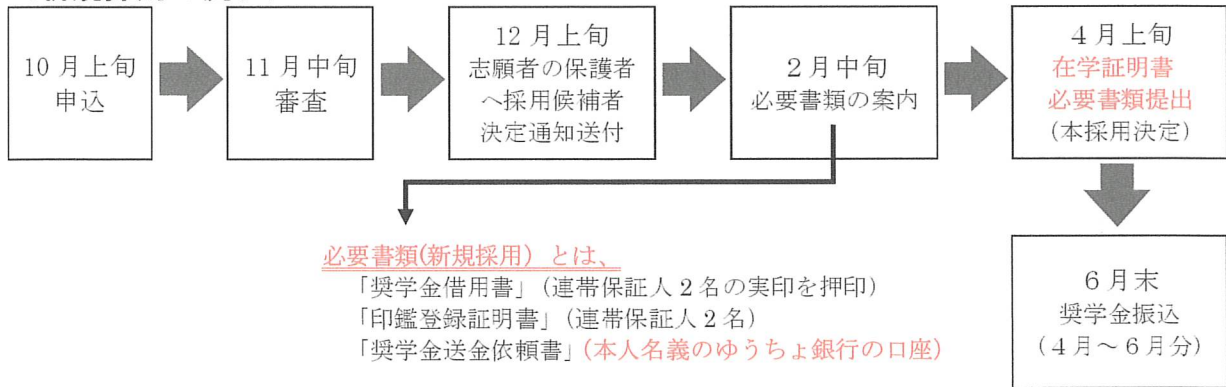 10月上旬
申込
11月中旬
審査
12月上旬
志願者の保護者
へ採用候補者
決定通知送付
2月中旬
必要書類の案内
4月上旬
在学証明書
必要書類提出
(本採用決定)
必要書類(新規採用) とは、
「奨学金借用書」(連帯保証人2名の実印を押印)
「印鑑登録証明書」(連帯保証人2名)
「奨学金送金依頼書」(本人名義のゆうちょ銀行の口座)
6月末
奨学金振込
(4月～6月分)